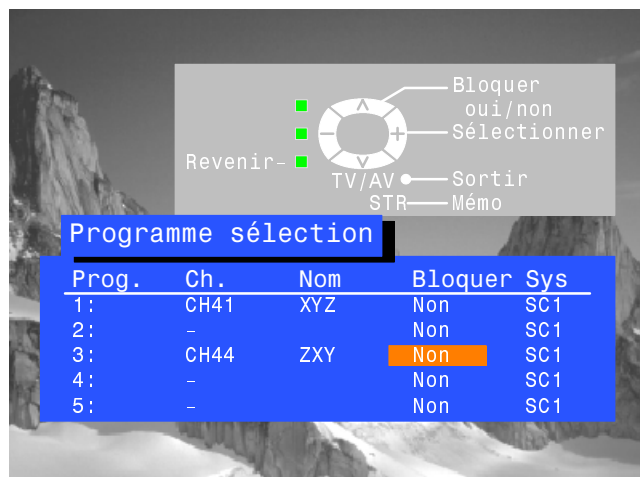 Bloquer
oui/non
Sélectionner
Revenir–
TV/AV Sortir
STR Mémo
Programme sélection
Prog. Ch. Nom Bloquer Sys
1: CH41 XYZ Non SC1
2: – Non SC1
3: CH44 ZXY Non SC1
4: – Non SC1
5: – Non SC1